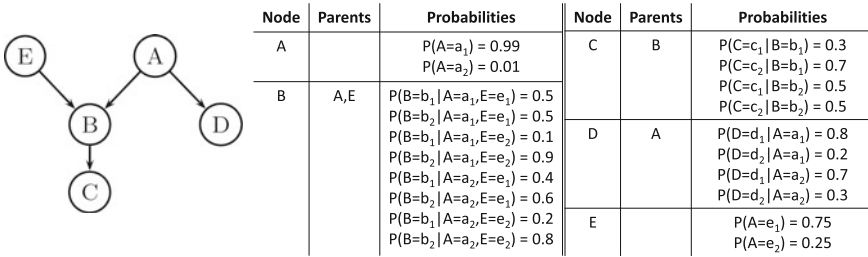 E
A
B
D
C
Node Parents Probabilities
A P(A=a₁) = 0.99
P(A=a₂) = 0.01
B A,E P(B=b₁|A=a₁,E=e₁) = 0.5
P(B=b₂|A=a₁,E=e₁) = 0.5
P(B=b₁|A=a₁,E=e₂) = 0.1
P(B=b₂|A=a₁,E=e₂) = 0.9
P(B=b₁|A=a₂,E=e₁) = 0.4
P(B=b₂|A=a₂,E=e₁) = 0.6
P(B=b₁|A=a₂,E=e₂) = 0.2
P(B=b₂|A=a₂,E=e₂) = 0.8
Node Parents Probabilities
C B P(C=c₁|B=b₁) = 0.3
P(C=c₂|B=b₁) = 0.7
P(C=c₁|B=b₂) = 0.5
P(C=c₂|B=b₂) = 0.5
D A P(D=d₁|A=a₁) = 0.8
P(D=d₂|A=a₁) = 0.2
P(D=d₁|A=a₂) = 0.7
P(D=d₂|A=a₂) = 0.3
E P(A=e₁) = 0.75
P(A=e₂) = 0.25